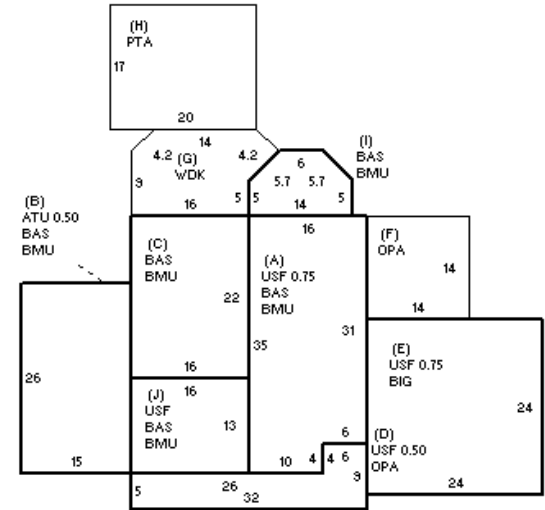 (H)
PTA
17
20
14
4.2 (G) 4.2
WDK
9
16 5
6
5.7 5.7
5 5
14
(I)
BAS
BMU
(B)
ATU 0.50
BAS
BMU
26
15
(C)
BAS
BMU
22
16
16
(J)
USF
BAS
BMU
13
16
(A)
USF 0.75
BAS
BMU
35
31
10 4 4 6
6
9
(F)
OPA
14
14
(E)
USF 0.75
BIG
24
24
(D)
USF 0.50
OPA
5
26
32